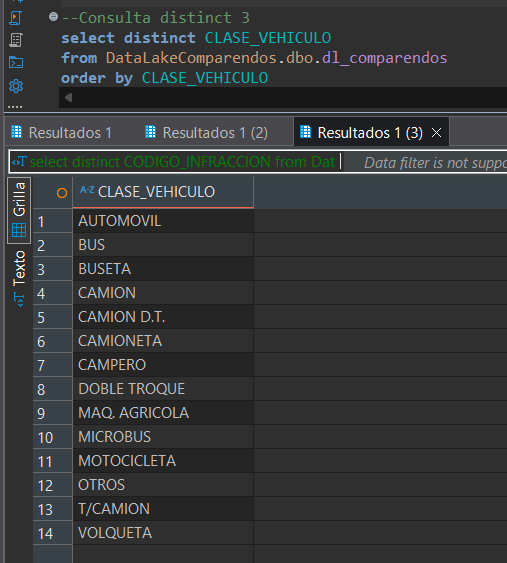 --Consulta distinct 3
select distinct CLASE_VEHICULO
from DataLakeComparendos.dbo.dl_comparendos
order by CLASE_VEHICULO
Resultados 1
Resultados 1 (2)
Resultados 1 (3)
select distinct CODIGO_INFRACCION from Dat
Data filter is not suppo
Grilla
Texto
A-Z CLASE_VEHICULO
1 AUTOMOVIL
2 BUS
3 BUSETA
4 CAMION
5 CAMION D.T.
6 CAMIONETA
7 CAMPERO
8 DOBLE TROQUE
9 MAQ. AGRICOLA
10 MICROBUS
11 MOTOCICLETA
12 OTROS
13 T/CAMION
14 VOLQUETA